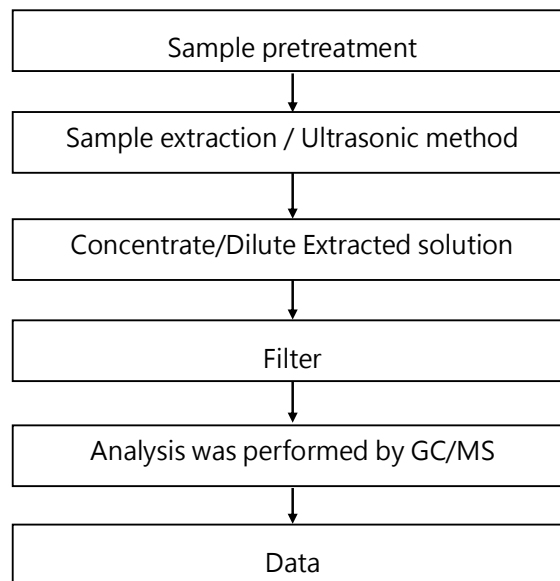 Sample pretreatment
Sample extraction / Ultrasonic method
Concentrate/Dilute Extracted solution
Filter
Analysis was performed by GC/MS
Data